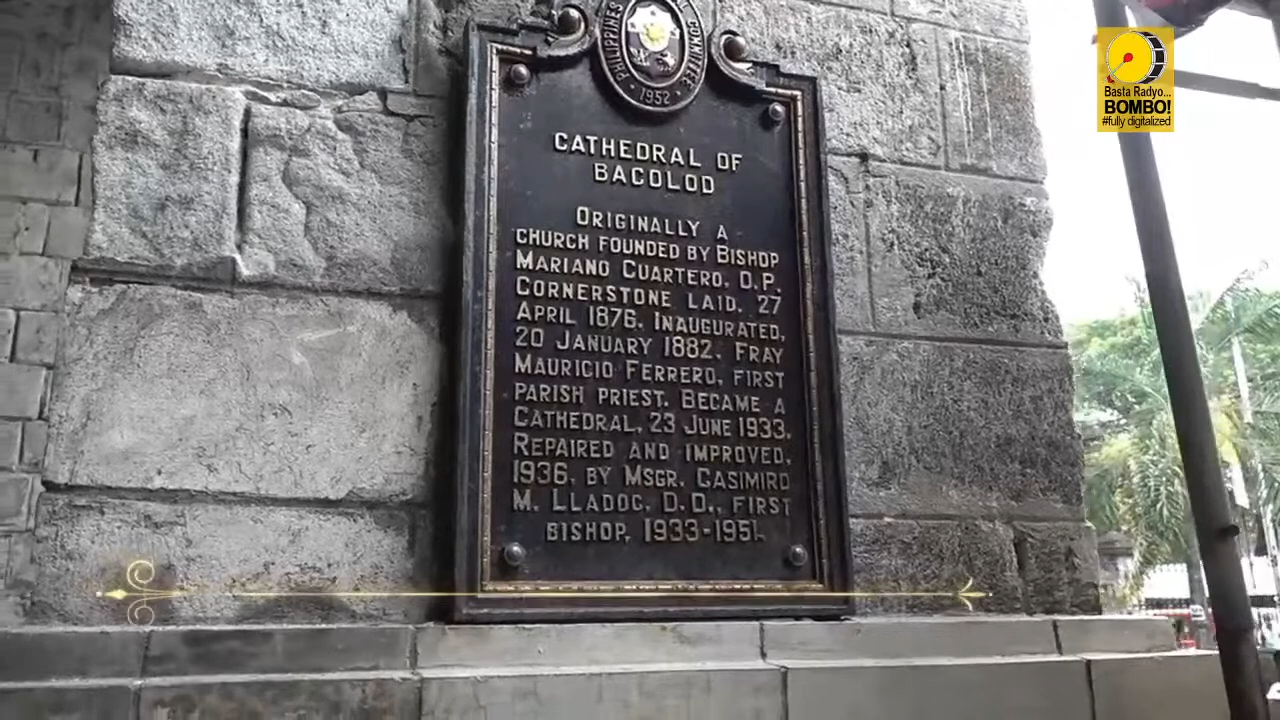 PHILIPPINES
COMMITTEE
1952
CATHEDRAL OF
BACOLOD
ORIGINALLY A
CHURCH FOUNDED BY BISHOP
MARIANO CUARTERO, O.P.
CORNERSTONE LAID, 27
APRIL 1876. INAUGURATED,
20 JANUARY 1882. FRAY
MAURICIO FERRERO, FIRST
PARISH PRIEST. BECAME A
CATHEDRAL, 23 JUNE 1933.
REPAIRED AND IMPROVED,
1936, BY MSGR. CASIMIRO
M. LLADOC, D.D., FIRST
BISHOP, 1933-1951.
Basta Radyo...
BOMBO!
#fully digitalized